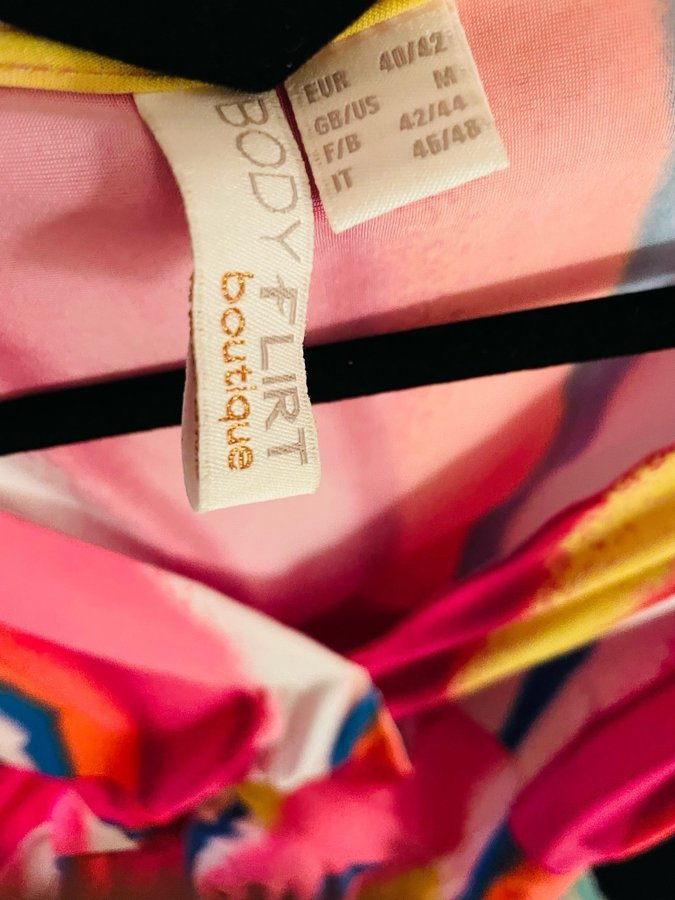 BODY FLIRT
boutique
EUR 40/42
GB/US M
F/B 42/44
IT 46/48